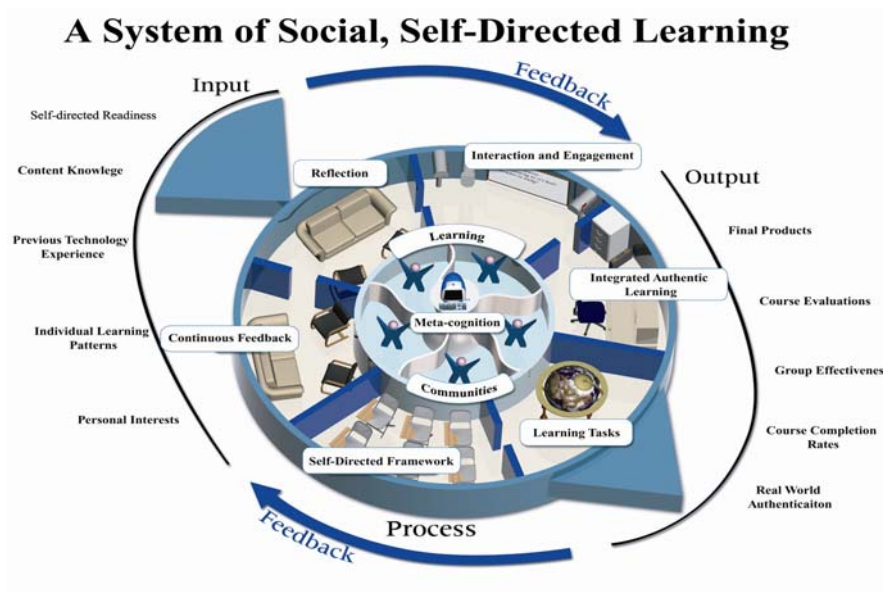 A System of Social, Self-Directed Learning
Input
Feedback
Self-directed Readiness
Content Knowlege
Previous Technology
Experience
Individual Learning
Patterns
Personal Interests
Reflection
Interaction and Engagement
Learning
Integrated Authentic
Learning
Meta-cognition
Continuous Feedback
Communities
Learning Tasks
Self-Directed Framework
Output
Final Products
Course Evaluations
Group Effectivenes
Course Completion
Rates
Real World
Authenticaiton
Process
Feedback